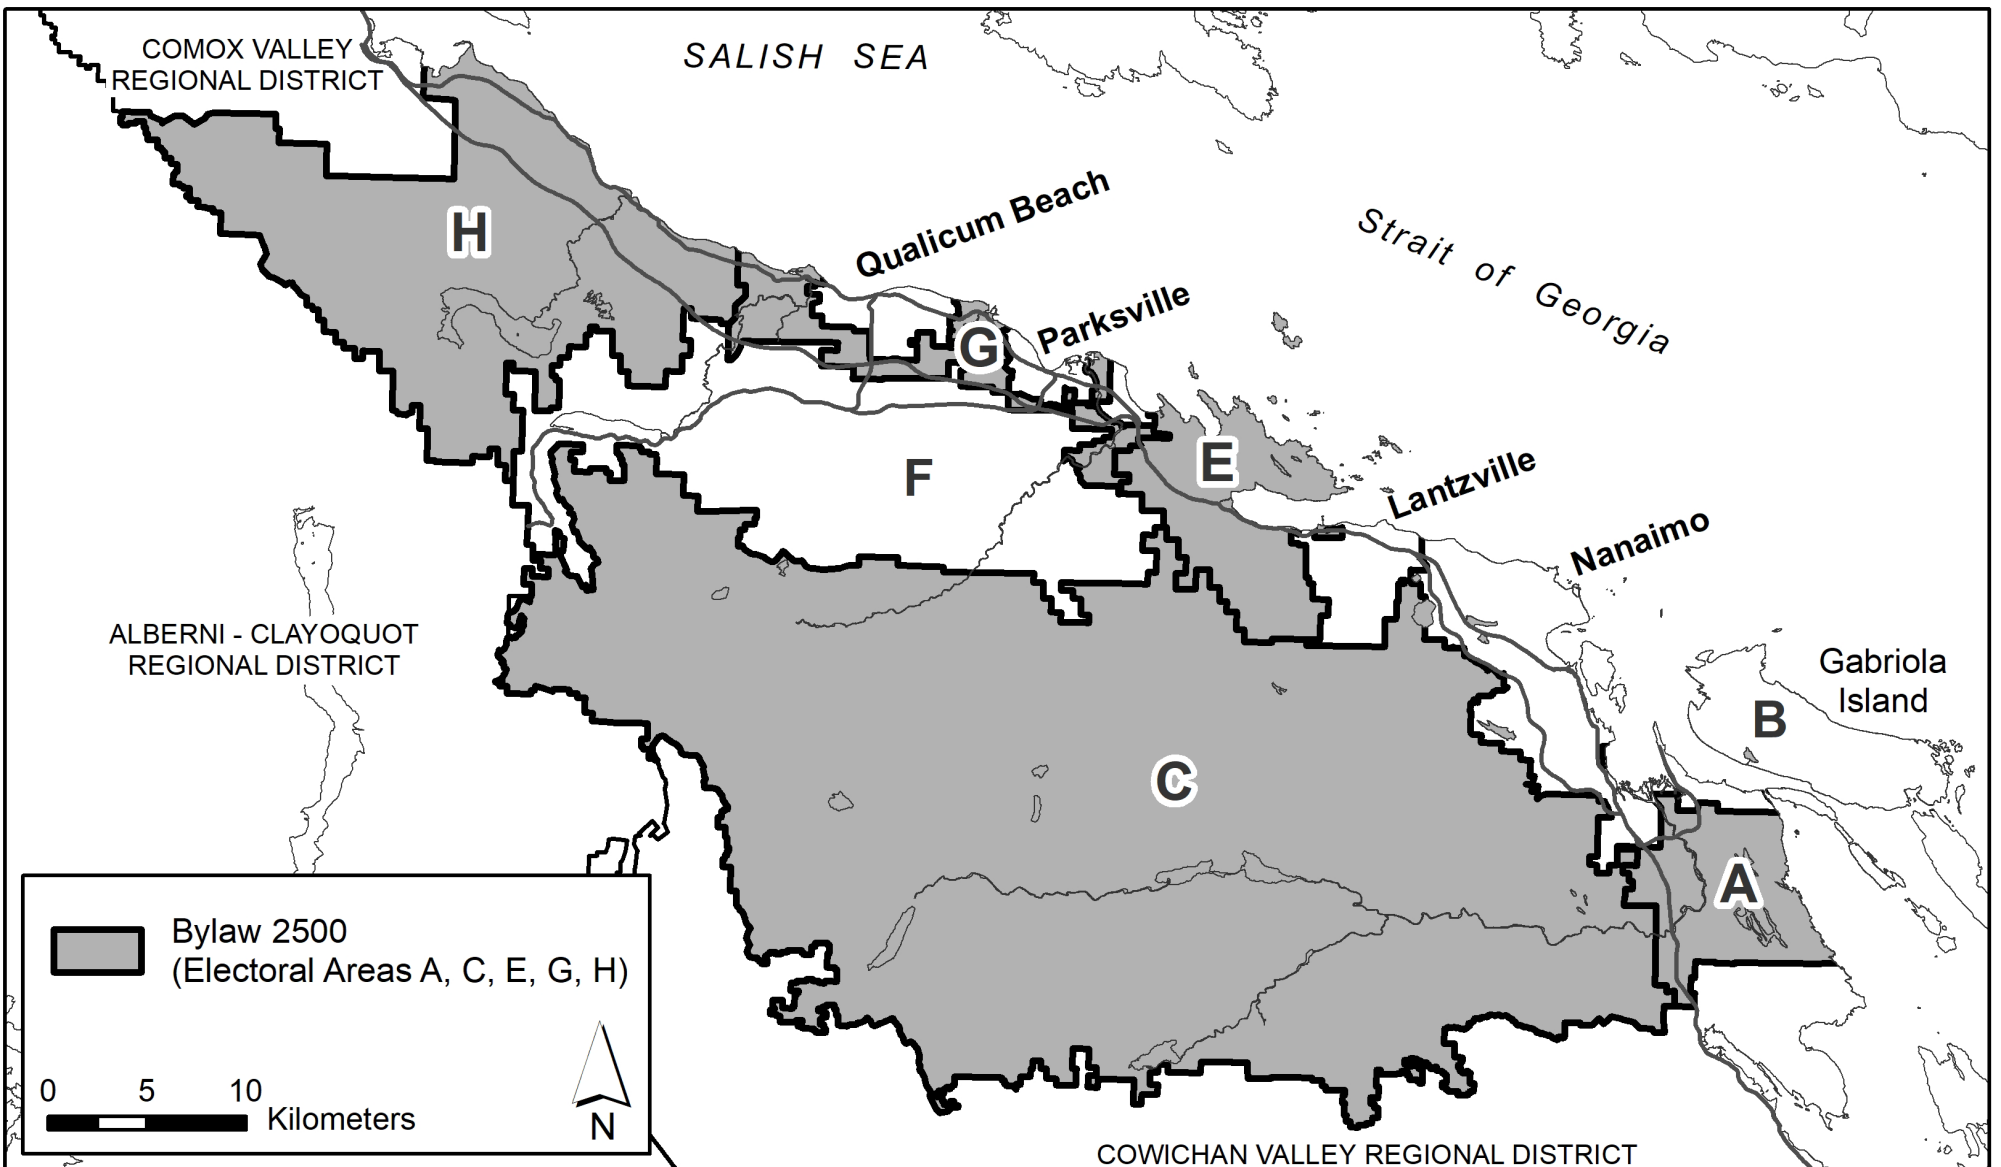 COMOX VALLEY
REGIONAL DISTRICT
SALISH SEA
Qualicum Beach
Strait of Georgia
H
Parksville
G
E
Lantzville
F
Nanaimo
ALBERNI - CLAYOQUOT
REGIONAL DISTRICT
Gabriola
Island
B
C
A
Bylaw 2500
(Electoral Areas A, C, E, G, H)
0 5 10
Kilometers
N
COWICHAN VALLEY REGIONAL DISTRICT